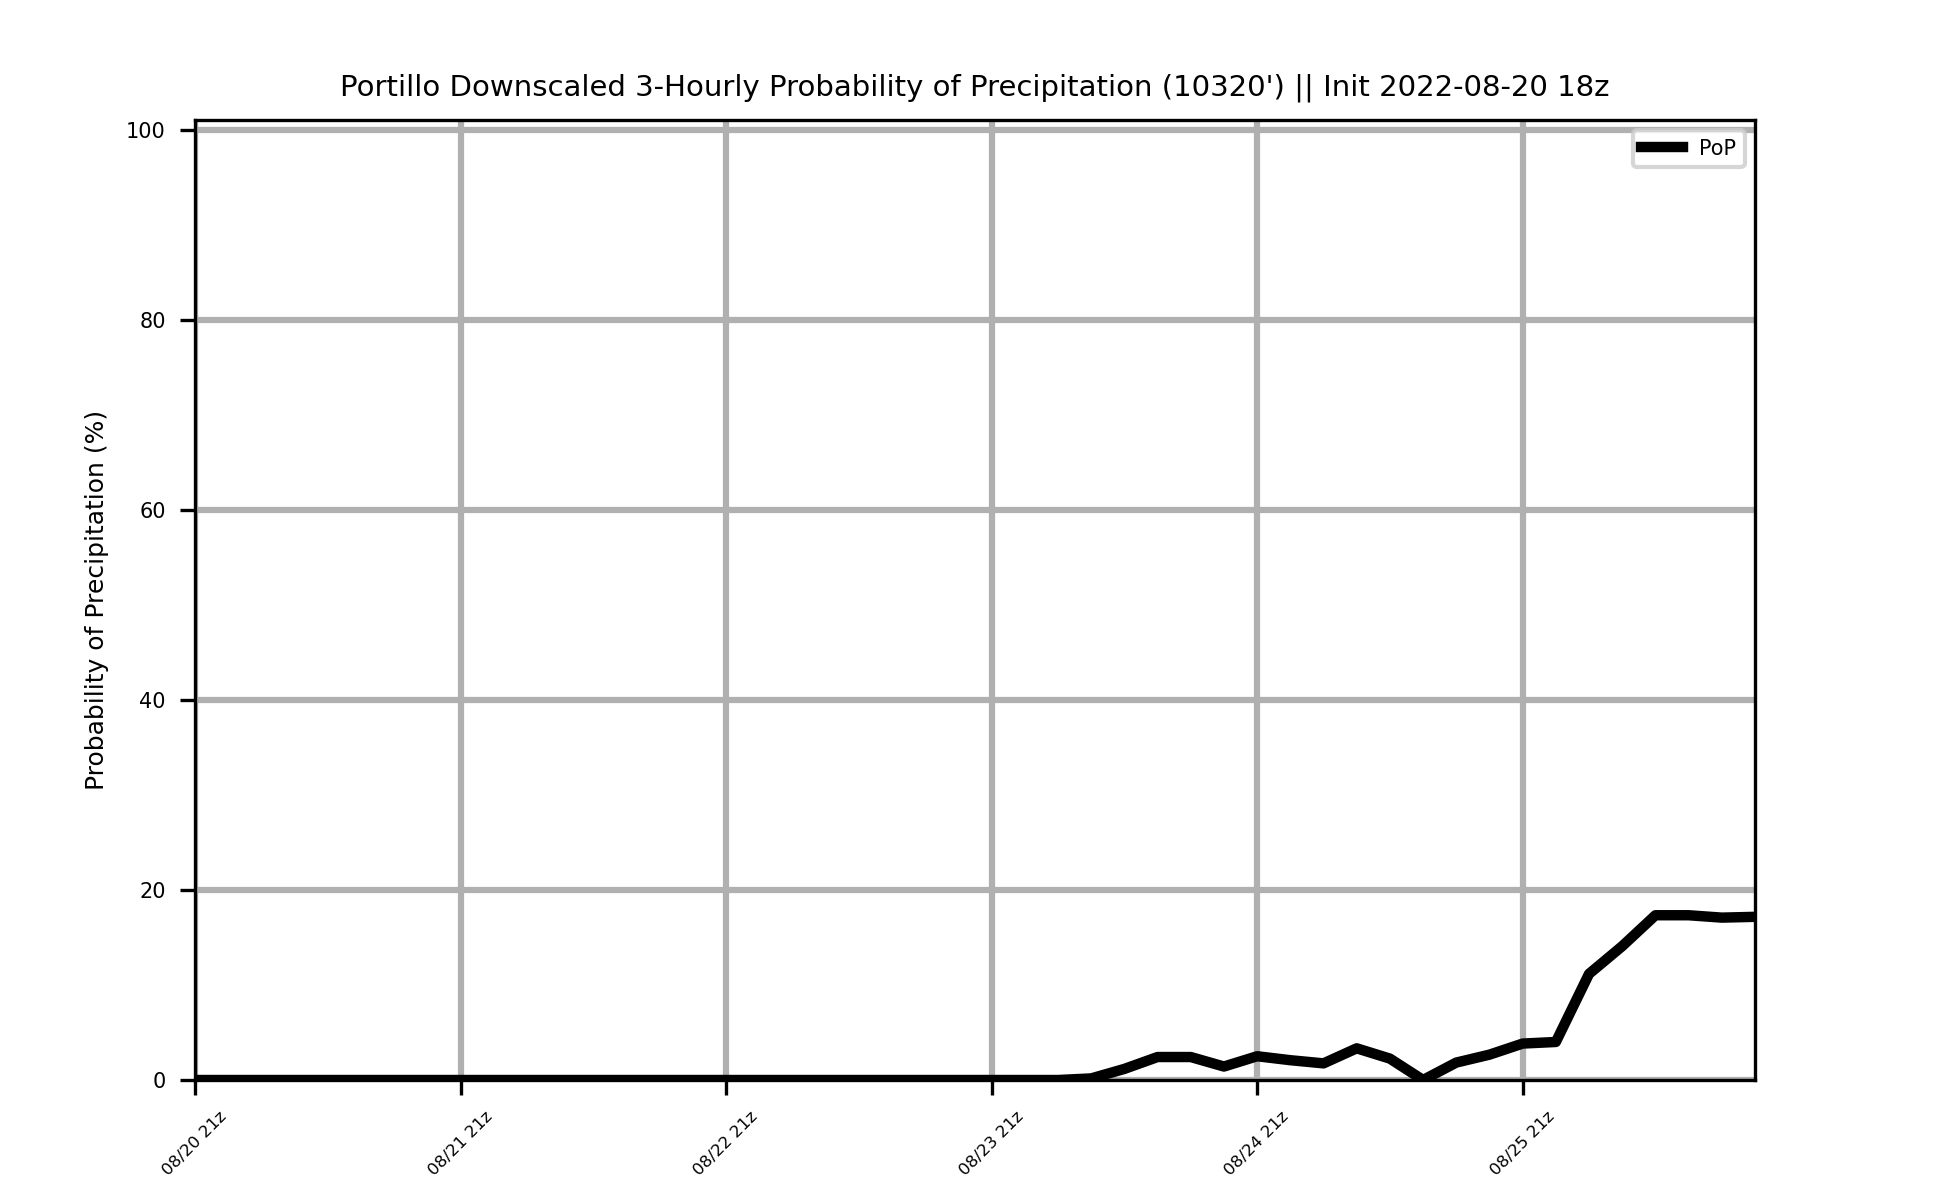 Portillo Downscaled 3-Hourly Probability of Precipitation (10320') || Init 2022-08-20 18z
PoP
Probability of Precipitation (%)
100
80
60
40
20
0
08/20 21z
08/21 21z
08/22 21z
08/23 21z
08/24 21z
08/25 21z